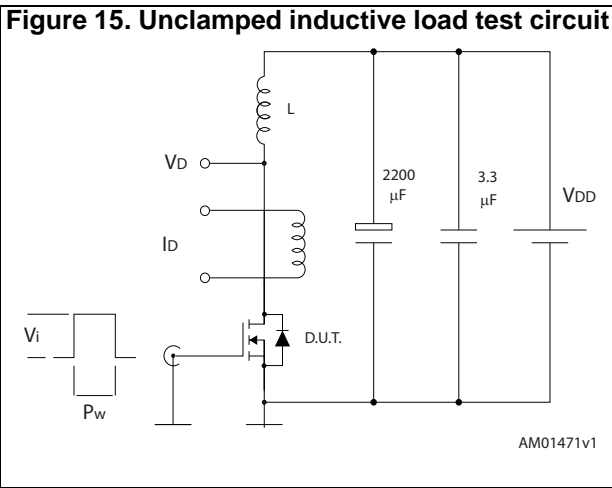 Figure 15. Unclamped inductive load test circuit
L
VD
2200
μF
3.3
μF
VDD
ID
Vi
D.U.T.
Pw
AM01471v1